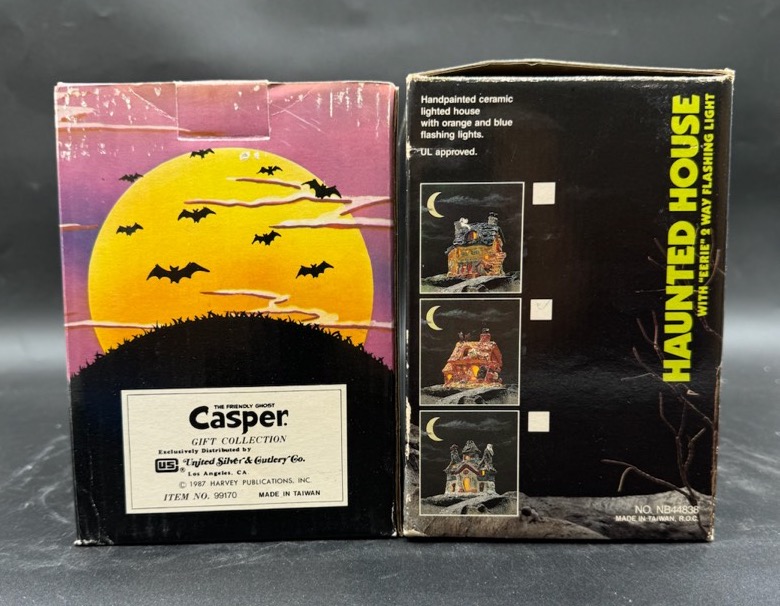 THE FRIENDLY GHOST
Casper™
GIFT COLLECTION
Exclusively Distributed by
US® United Silver & Cutlery Co.
Los Angeles, CA.
© 1987 HARVEY PUBLICATIONS, INC.
ITEM NO. 99170 MADE IN TAIWAN
Handpainted ceramic
lighted house
with orange and blue
flashing lights.
UL approved.
HAUNTED HOUSE
WITH "EERIE" 2 WAY FLASHING LIGHT
NO. NB44838
MADE IN TAIWAN, R.O.C.